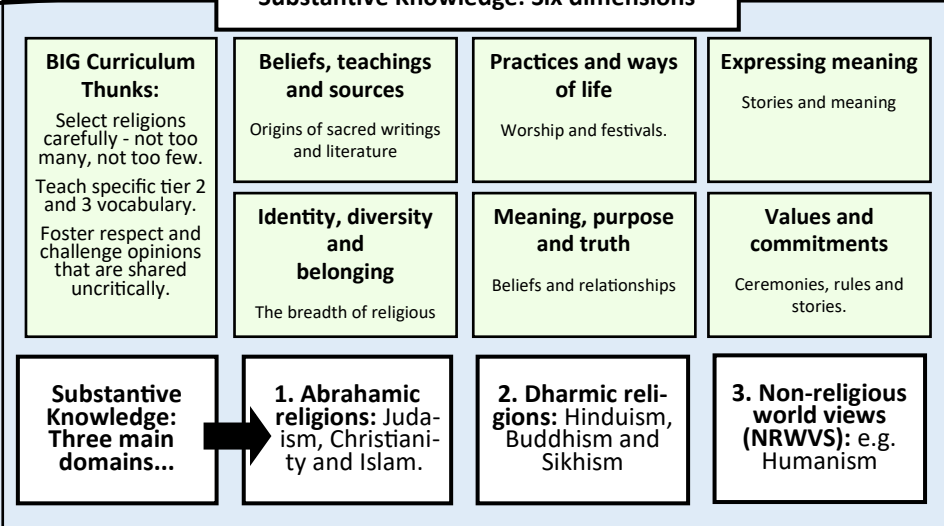 Substantive Knowledge: Six dimensions
BIG Curriculum
Thunks:
Select religions
carefully - not too
many, not too few.
Teach specific tier 2
and 3 vocabulary.
Foster respect and
challenge opinions
that are shared
uncritically.
Beliefs, teachings
and sources
Origins of sacred writings
and literature
Practices and ways
of life
Worship and festivals.
Expressing meaning
Stories and meaning
Identity, diversity
and
belonging
The breadth of religious
Meaning, purpose
and truth
Beliefs and relationships
Values and
commitments
Ceremonies, rules and
stories.
Substantive
Knowledge:
Three main
domains...
1. Abrahamic
religions: Juda-
ism, Christiani-
ty and Islam.
2. Dharmic reli-
gions: Hinduism,
Buddhism and
Sikhism
3. Non-religious
world views
(NRWVS): e.g.
Humanism